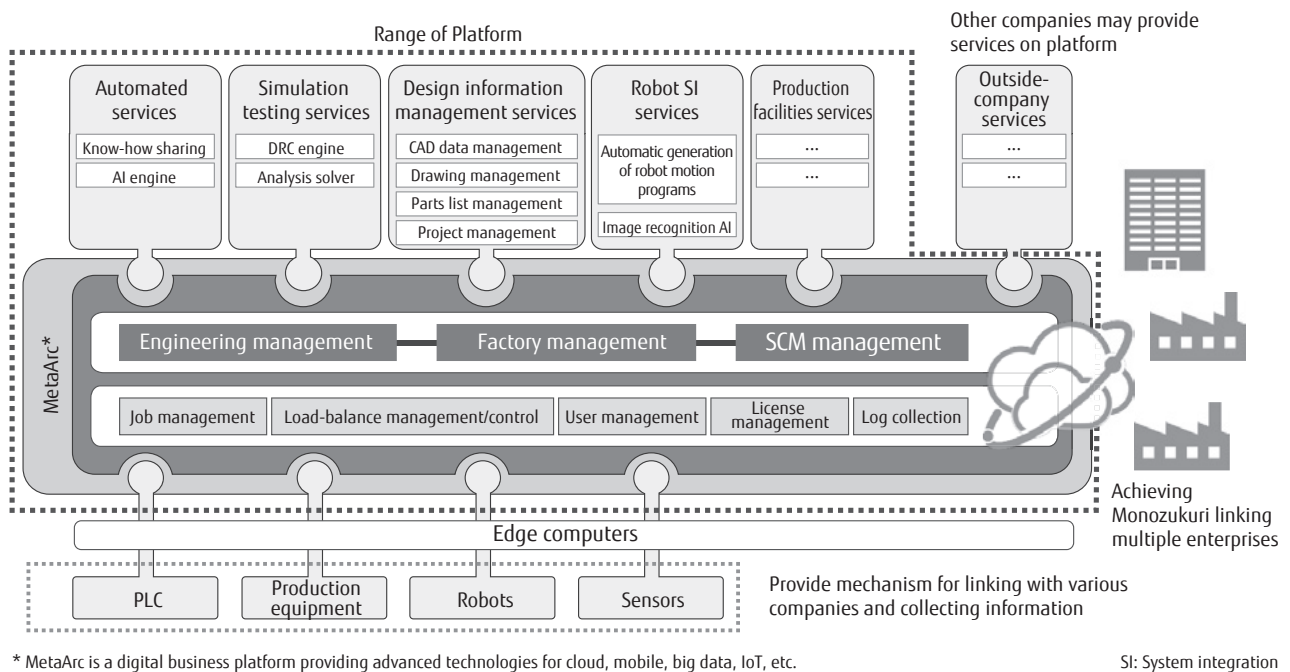 Range of Platform
Other companies may provide
services on platform
Automated
services
Know-how sharing
AI engine
Simulation
testing services
DRC engine
Analysis solver
Design information
management services
CAD data management
Drawing management
Parts list management
Project management
Robot SI
services
Automatic generation
of robot motion
programs
Image recognition AI
Production
facilities services
...
...
Outside-
company
services
...
...
MetaArc*
Engineering management
Factory management
SCM management
Job management
Load-balance management/control
User management
License
management
Log collection
Achieving
Monozukuri linking
multiple enterprises
Edge computers
PLC
Production
equipment
Robots
Sensors
Provide mechanism for linking with various
companies and collecting information
* MetaArc is a digital business platform providing advanced technologies for cloud, mobile, big data, IoT, etc.
SI: System integration